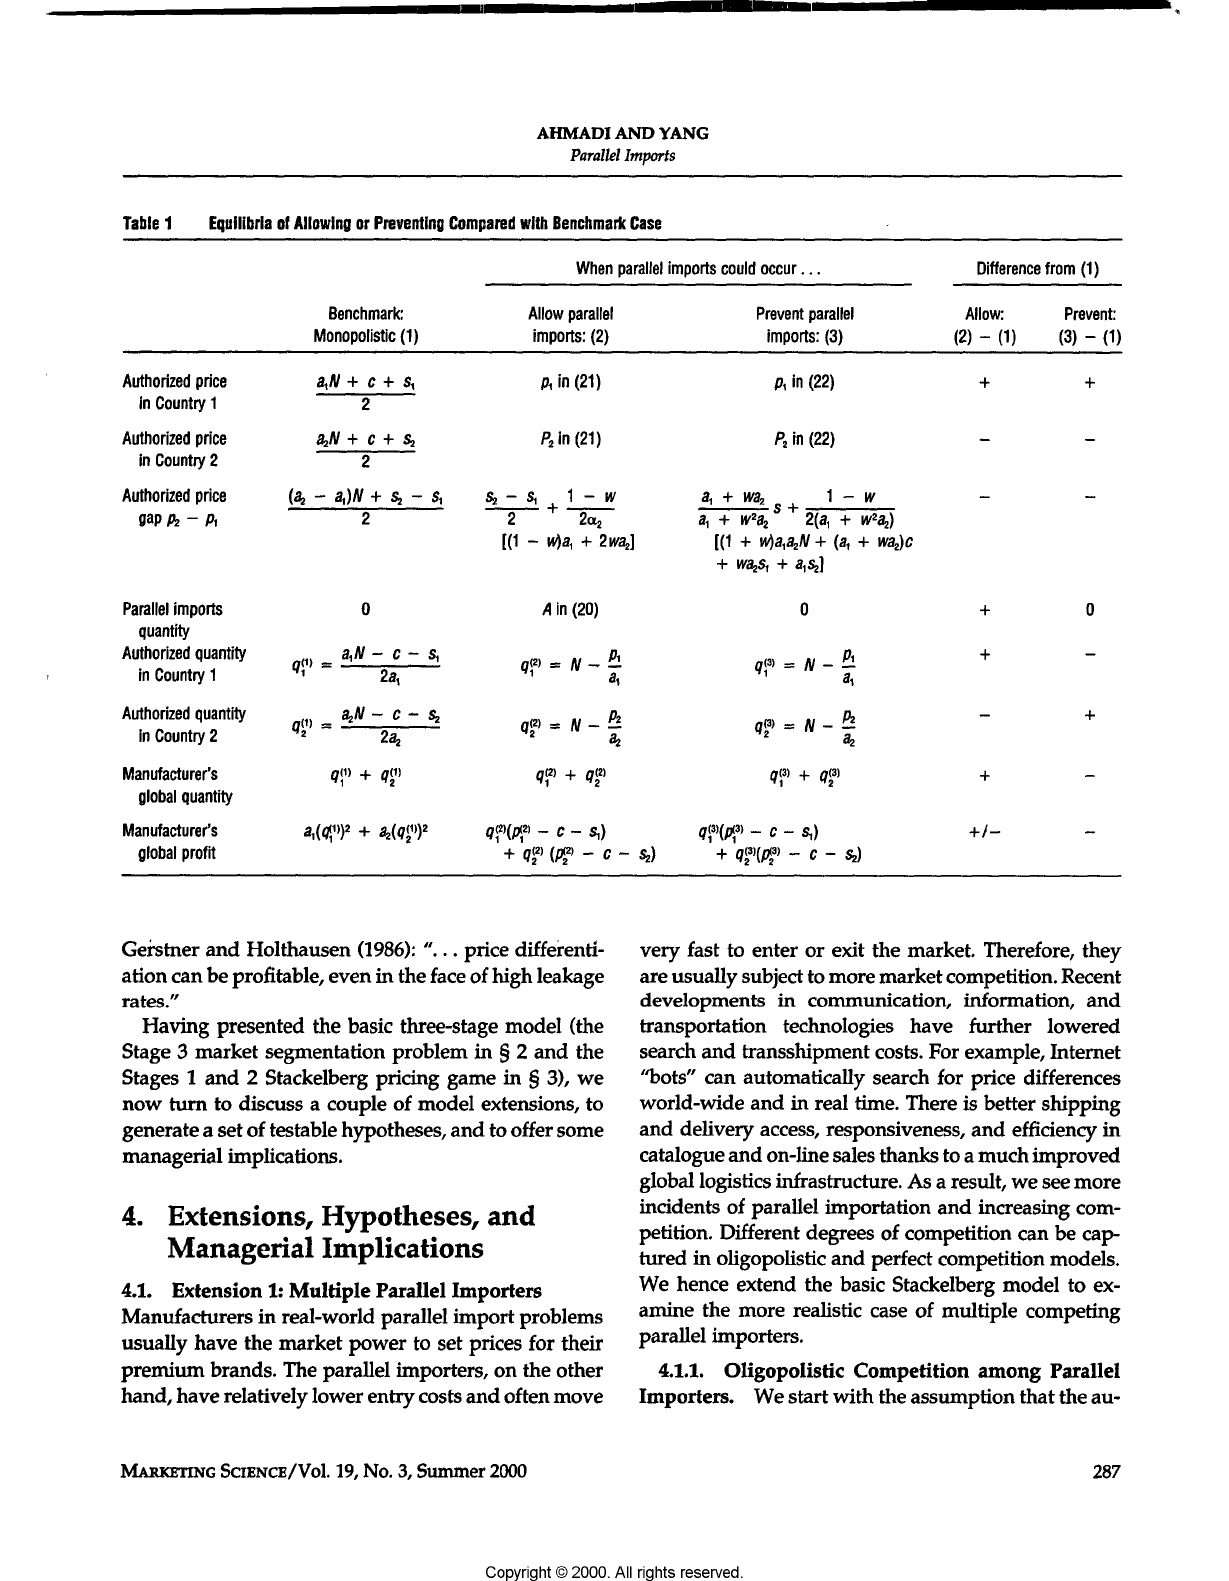 AHMADI AND YANG
Parallel Imports
Table 1 Equilibria of Allowing or Preventing Compared with Benchmark Case
When parallel imports could occur . . . Difference from (1)
Benchmark: Allow parallel Prevent parallel Allow: Prevent:
Monopolistic (1) imports: (2) imports: (3) (2) − (1) (3) − (1)
Authorized price in Country 1 (a₁N + c + s₁)/2 p₁ in (21) p₁ in (22) + +
Authorized price in Country 2 (a₂N + c + s₂)/2 P₂ in (21) P₂ in (22) − −
Authorized price gap p₂ − p₁ ((a₂ − a₁)N + s₂ − s₁)/2 (s₂ − s₁)/2 + (1 − w)/(2α₂) (a₁ + wa₂)/(a₁ + w²a₂) s + (1 − w)/(2(a₁ + w²a₂)) − −
[(1 − w)a₁ + 2wa₂] [(1 + w)a₁a₂N + (a₁ + wa₂)c
+ wa₂s₁ + a₁s₂]
Parallel imports quantity 0 A in (20) 0 + 0
Authorized quantity in Country 1 q₁⁽¹⁾ = (a₁N − c − s₁)/(2a₁) q₁⁽²⁾ = N − p₁/a₁ q₁⁽³⁾ = N − p₁/a₁ + −
Authorized quantity in Country 2 q₂⁽¹⁾ = (a₂N − c − s₂)/(2a₂) q₂⁽²⁾ = N − p₂/a₂ q₂⁽³⁾ = N − p₂/a₂ − +
Manufacturer's global quantity q₁⁽¹⁾ + q₂⁽¹⁾ q₁⁽²⁾ + q₂⁽²⁾ q₁⁽³⁾ + q₂⁽³⁾ + −
Manufacturer's global profit a₁(q₁⁽¹⁾)² + a₂(q₂⁽¹⁾)² q₁⁽²⁾(p₁⁽²⁾ − c − s₁) q₁⁽³⁾(p₁⁽³⁾ − c − s₁) +/− −
+ q₂⁽²⁾ (p₂⁽²⁾ − c − s₂) + q₂⁽³⁾(p₂⁽³⁾ − c − s₂)
Gerstner and Holthausen (1986): ". . . price differenti-
ation can be profitable, even in the face of high leakage
rates."
Having presented the basic three-stage model (the
Stage 3 market segmentation problem in § 2 and the
Stages 1 and 2 Stackelberg pricing game in § 3), we
now turn to discuss a couple of model extensions, to
generate a set of testable hypotheses, and to offer some
managerial implications.
4. Extensions, Hypotheses, and
Managerial Implications
4.1. Extension 1: Multiple Parallel Importers
Manufacturers in real-world parallel import problems
usually have the market power to set prices for their
premium brands. The parallel importers, on the other
hand, have relatively lower entry costs and often move
very fast to enter or exit the market. Therefore, they
are usually subject to more market competition. Recent
developments in communication, information, and
transportation technologies have further lowered
search and transshipment costs. For example, Internet
"bots" can automatically search for price differences
world-wide and in real time. There is better shipping
and delivery access, responsiveness, and efficiency in
catalogue and on-line sales thanks to a much improved
global logistics infrastructure. As a result, we see more
incidents of parallel importation and increasing com-
petition. Different degrees of competition can be cap-
tured in oligopolistic and perfect competition models.
We hence extend the basic Stackelberg model to ex-
amine the more realistic case of multiple competing
parallel importers.
4.1.1. Oligopolistic Competition among Parallel
Importers. We start with the assumption that the au-
MARKETING SCIENCE/Vol. 19, No. 3, Summer 2000 287
Copyright © 2000. All rights reserved.